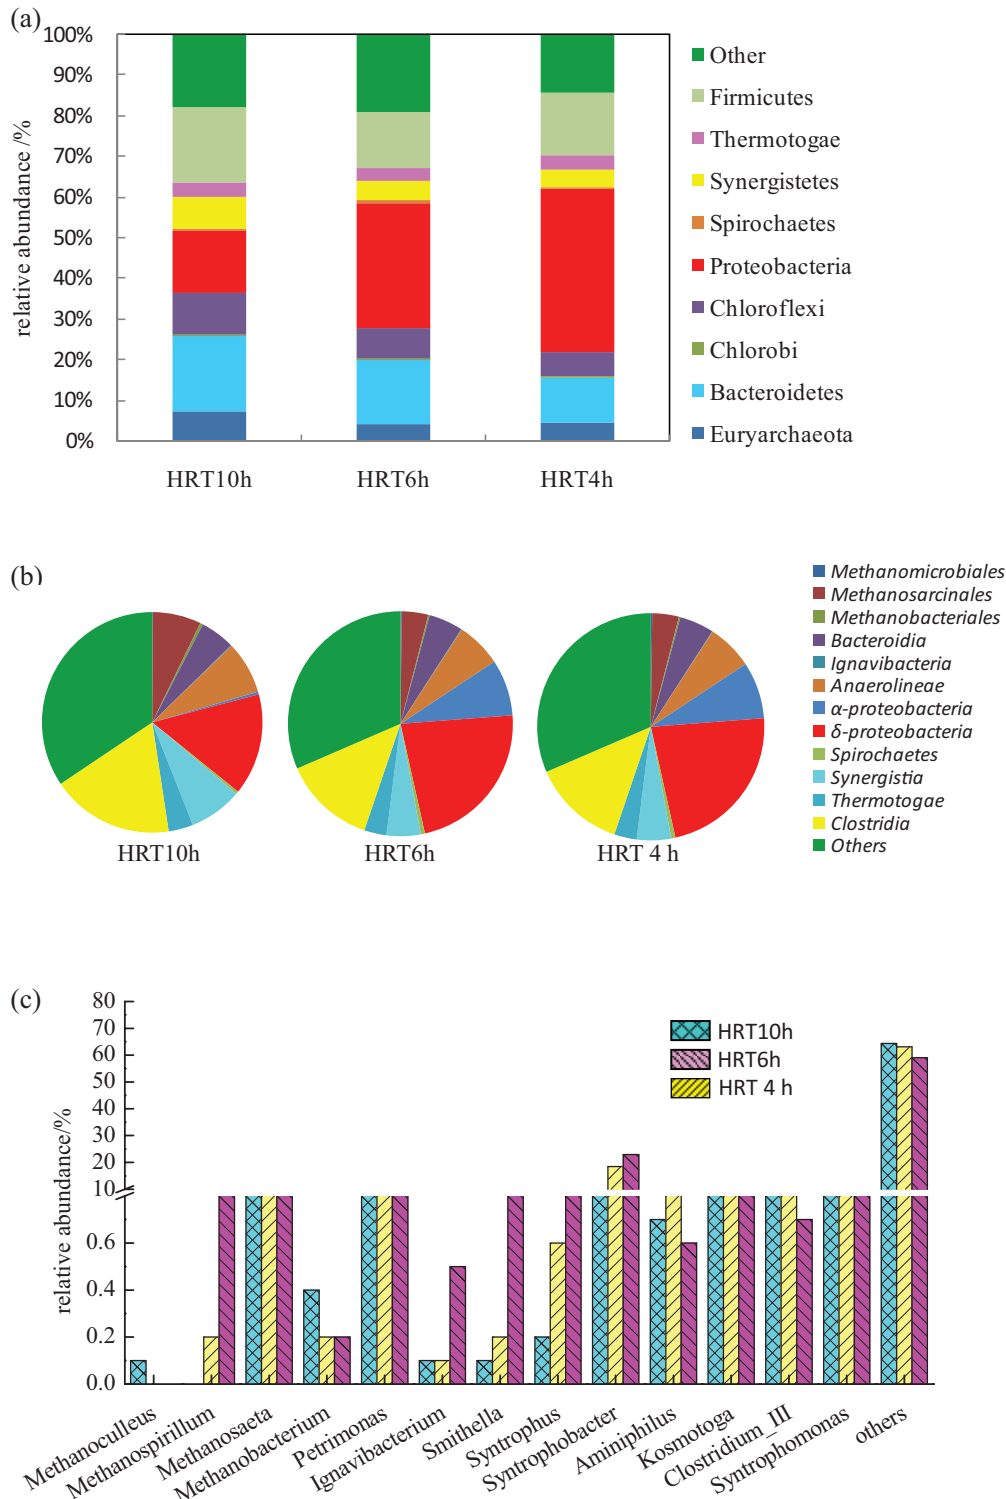 (a)
100%
90%
80%
70%
60%
50%
40%
30%
20%
10%
0%
relative abundance /%
HRT10h
HRT6h
HRT4h
Other
Firmicutes
Thermotogae
Synergistetes
Spirochaetes
Proteobacteria
Chloroflexi
Chlorobi
Bacteroidetes
Euryarchaeota
(b)
HRT10h
HRT6h
HRT 4 h
Methanomicrobiales
Methanosarcinales
Methanobacteriales
Bacteroidia
Ignavibacteria
Anaerolineae
α-proteobacteria
δ-proteobacteria
Spirochaetes
Synergistia
Thermotogae
Clostridia
Others
(c)
80
70
60
50
40
30
20
10
0.6
0.4
0.2
0.0
relative abundance/%
HRT10h
HRT6h
HRT 4 h
Methanoculleus
Methanospirillum
Methanosaeta
Methanobacterium
Petrimonas
Ignavibacterium
Smithella
Syntrophus
Syntrophobacter
Aminiphilus
Kosmotoga
Clostridium_III
Syntrophomonas
others